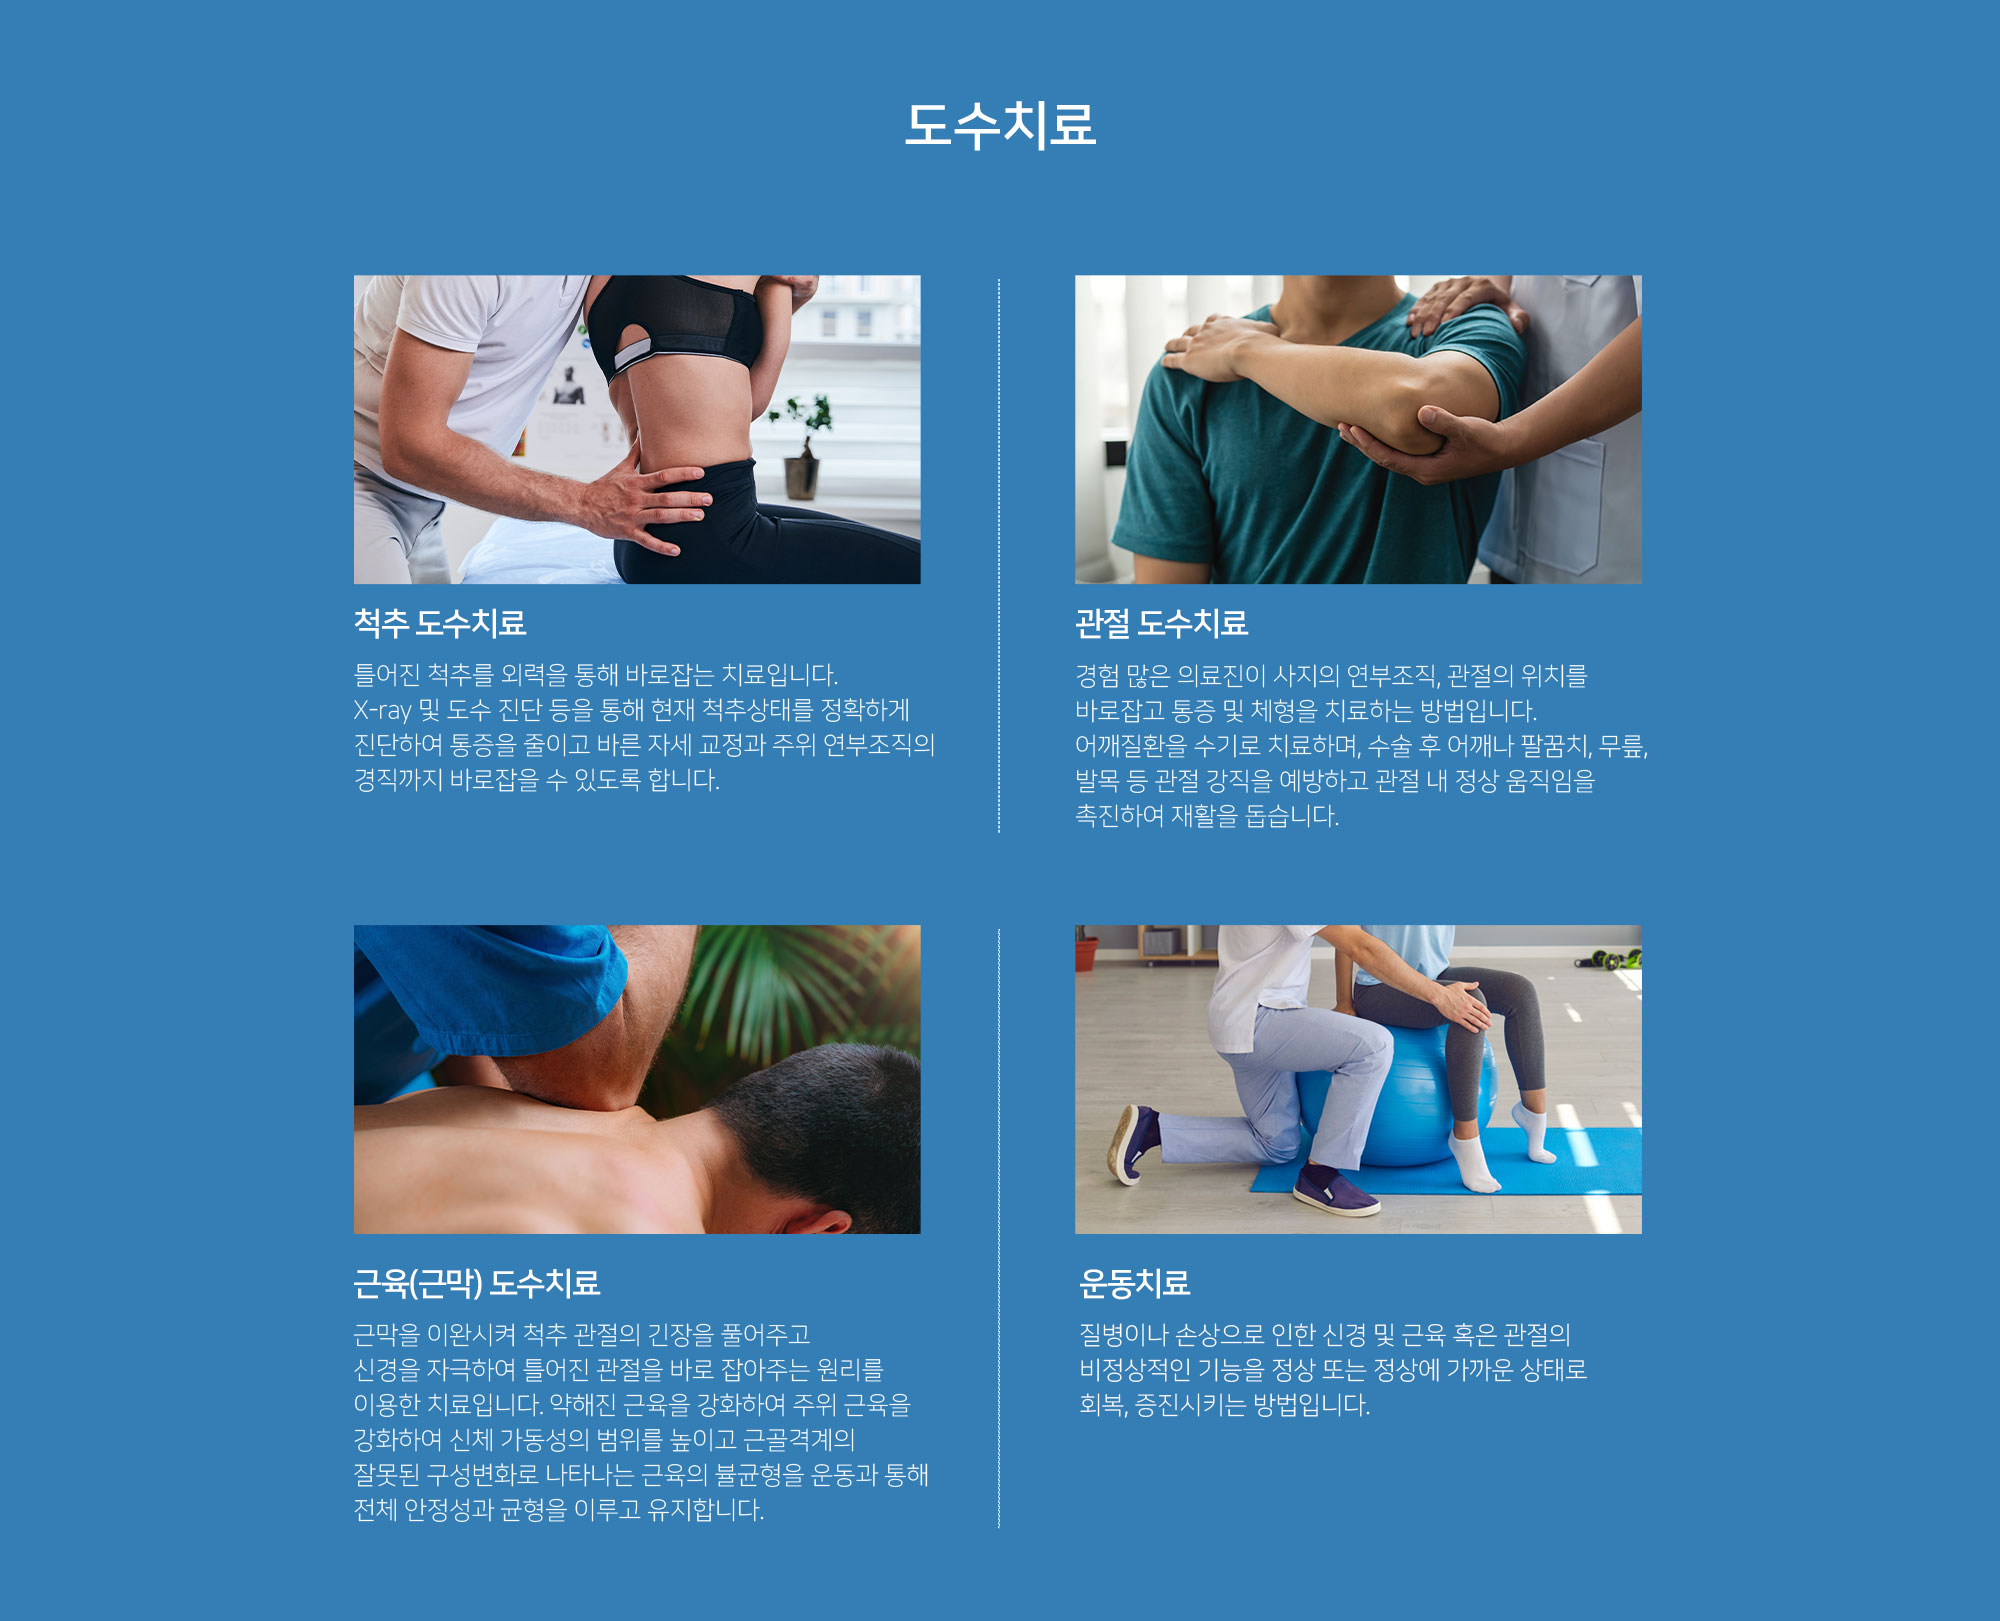 도수치료
척추 도수치료
틀어진 척추를 외력을 통해 바로잡는 치료입니다.
X-ray 및 도수 진단 등을 통해 현재 척추상태를 정확하게
진단하여 통증을 줄이고 바른 자세 교정과 주위 연부조직의
경직까지 바로잡을 수 있도록 합니다.
관절 도수치료
경험 많은 의료진이 사지의 연부조직, 관절의 위치를
바로잡고 통증 및 체형을 치료하는 방법입니다.
어깨질환을 수기로 치료하며, 수술 후 어깨나 팔꿈치, 무릎,
발목 등 관절 강직을 예방하고 관절 내 정상 움직임을
촉진하여 재활을 돕습니다.
근육(근막) 도수치료
근막을 이완시켜 척추 관절의 긴장을 풀어주고
신경을 자극하여 틀어진 관절을 바로 잡아주는 원리를
이용한 치료입니다. 약해진 근육을 강화하여 주위 근육을
강화하여 신체 가동성의 범위를 높이고 근골격계의
잘못된 구성변화로 나타나는 근육의 뷸균형을 운동과 통해
전체 안정성과 균형을 이루고 유지합니다.
운동치료
질병이나 손상으로 인한 신경 및 근육 혹은 관절의
비정상적인 기능을 정상 또는 정상에 가까운 상태로
회복, 증진시키는 방법입니다.